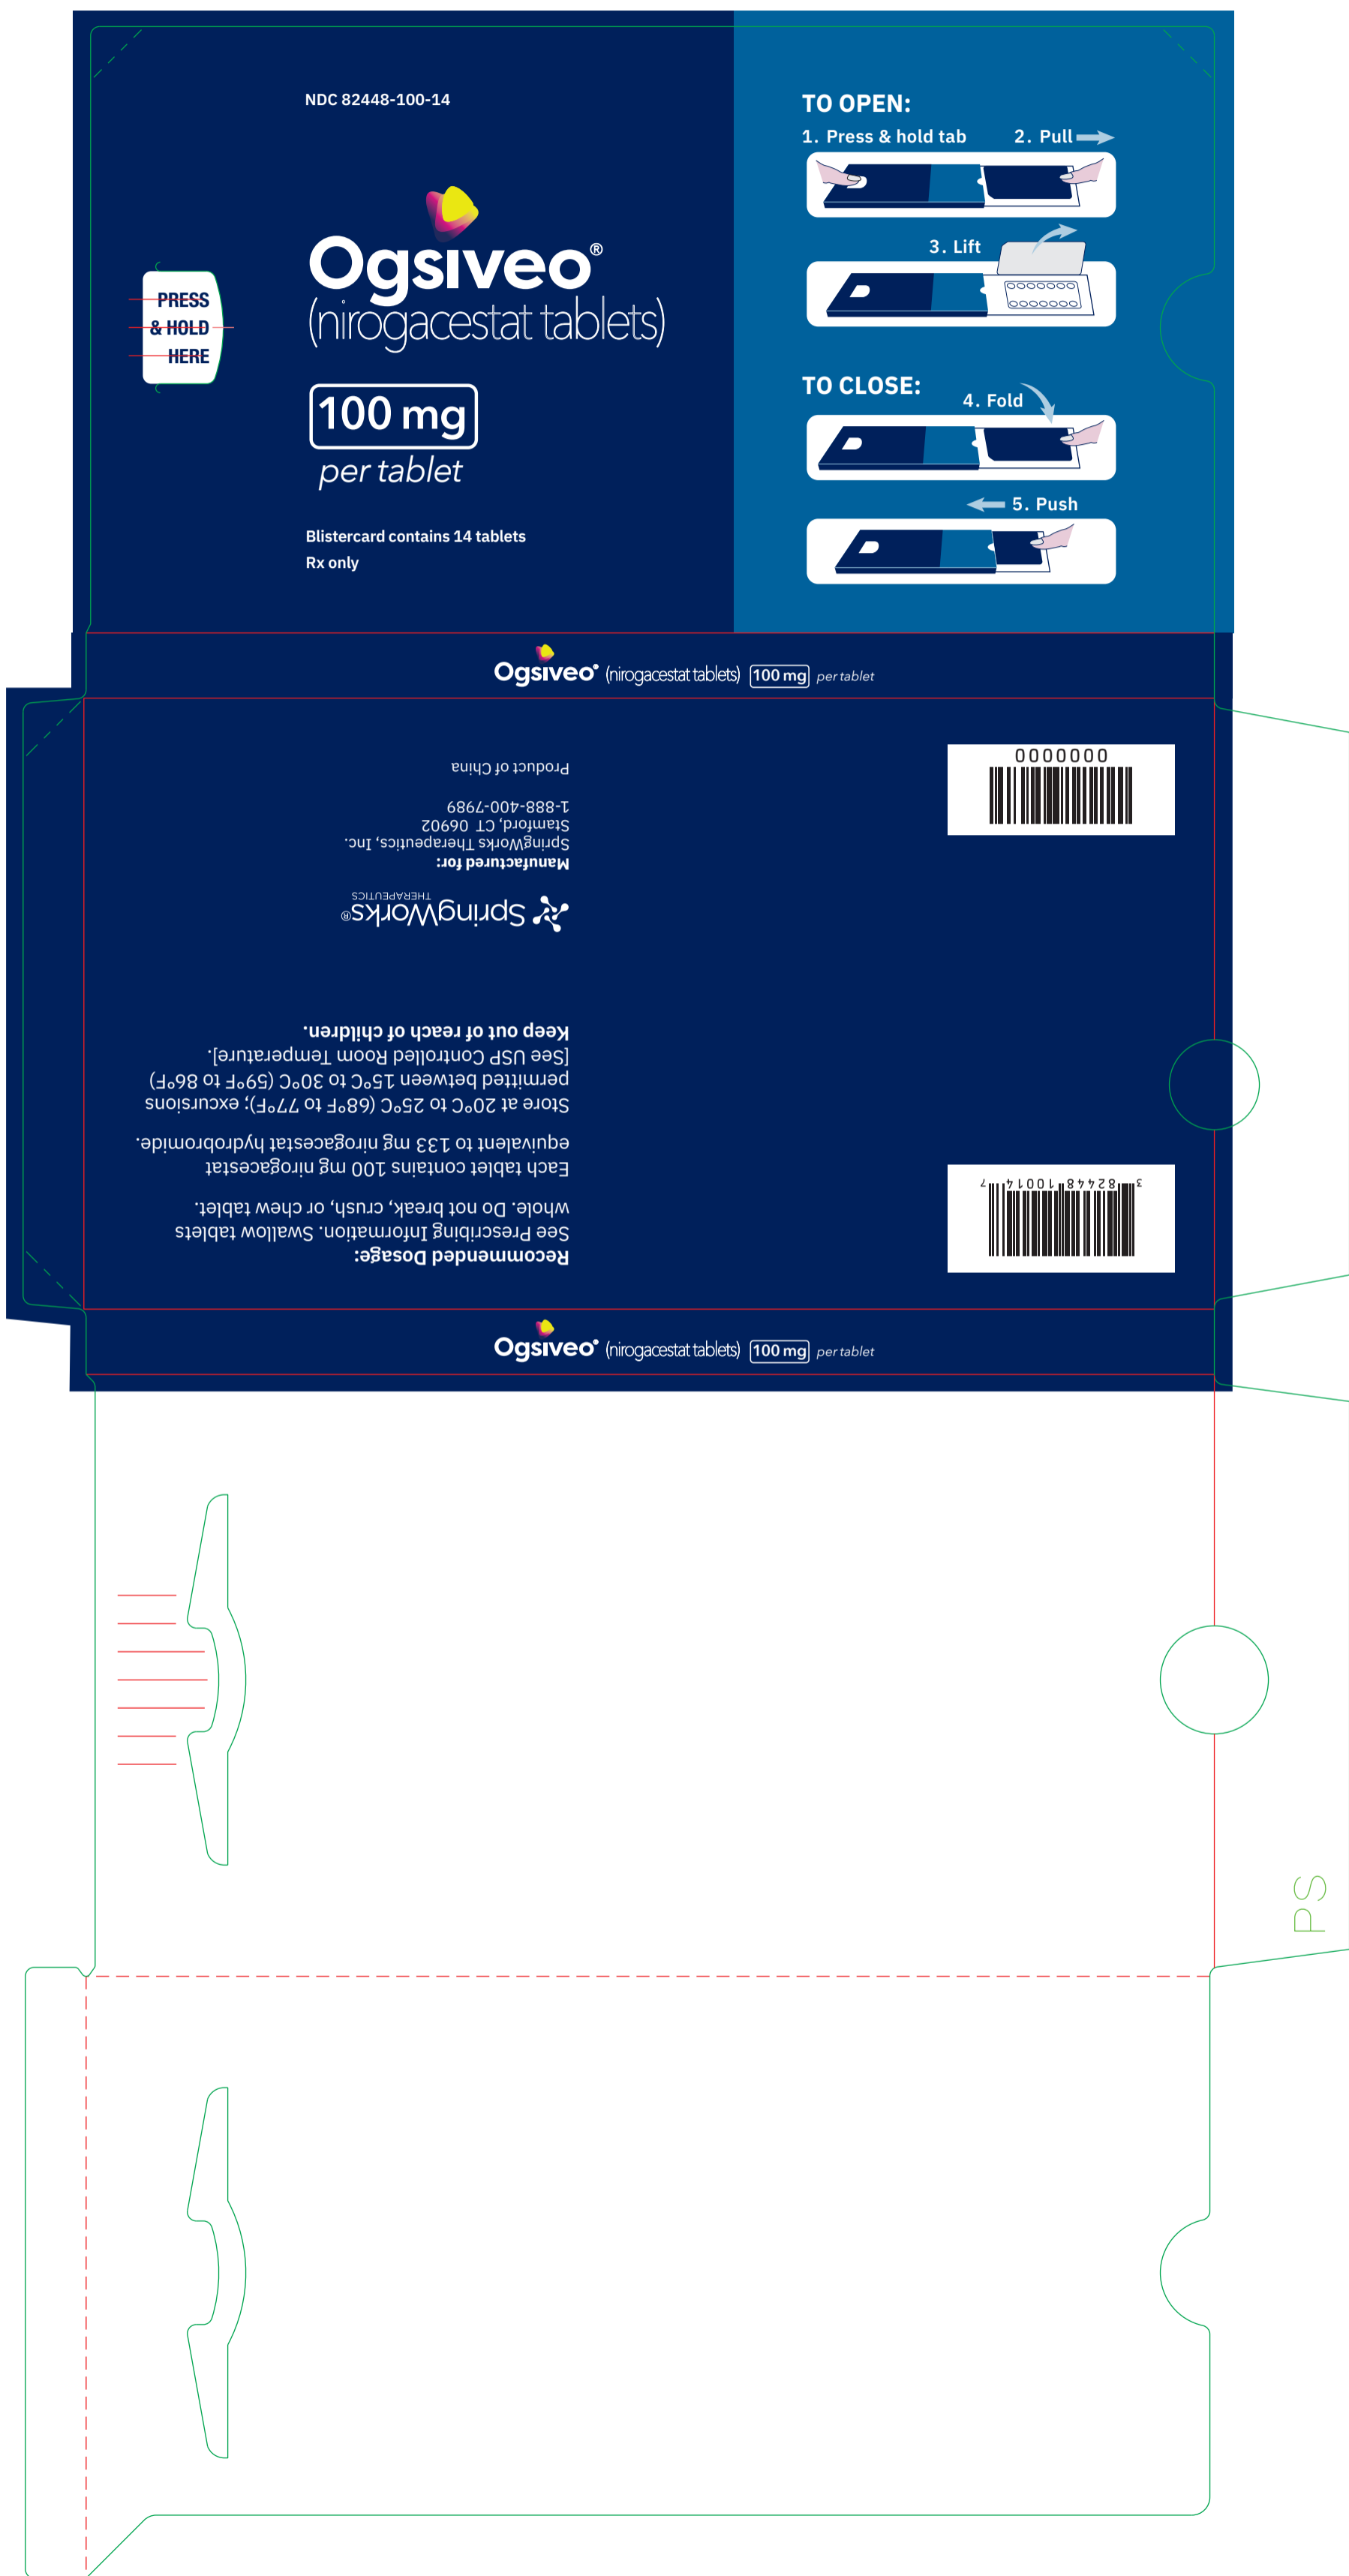 NDC 82448-100-14
Ogsiveo®
(nirogacestat tablets)
100 mg
per tablet
Blistercard contains 14 tablets
Rx only
PRESS
& HOLD
HERE
TO OPEN:
1. Press & hold tab 2. Pull
3. Lift
TO CLOSE:
4. Fold
5. Push
Ogsiveo® (nirogacestat tablets) 100 mg per tablet
0000000
Recommended Dosage:
See Prescribing Information. Swallow tablets
whole. Do not break, crush, or chew tablet.
Each tablet contains 100 mg nirogacestat
equivalent to 133 mg nirogacestat hydrobromide.
Store at 20°C to 25°C (68°F to 77°F); excursions
permitted between 15°C to 30°C (59°F to 86°F)
[See USP Controlled Room Temperature].
Keep out of reach of children.
SpringWorks®
THERAPEUTICS
Manufactured for:
SpringWorks Therapeutics, Inc.
Stamford, CT 06902
1-888-400-7989
Product of China
3 82448 10014 7
Ogsiveo® (nirogacestat tablets) 100 mg per tablet
PS